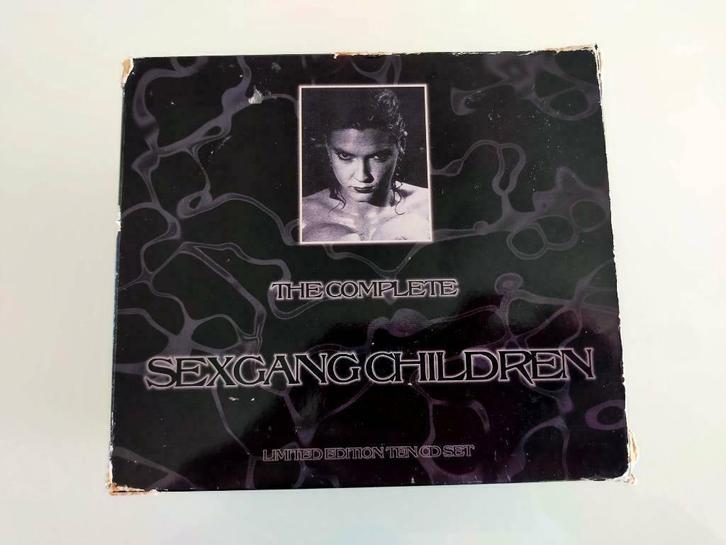 THE COMPLETE
SEXGANG CHILDREN
LIMITED EDITION TEN CD SET